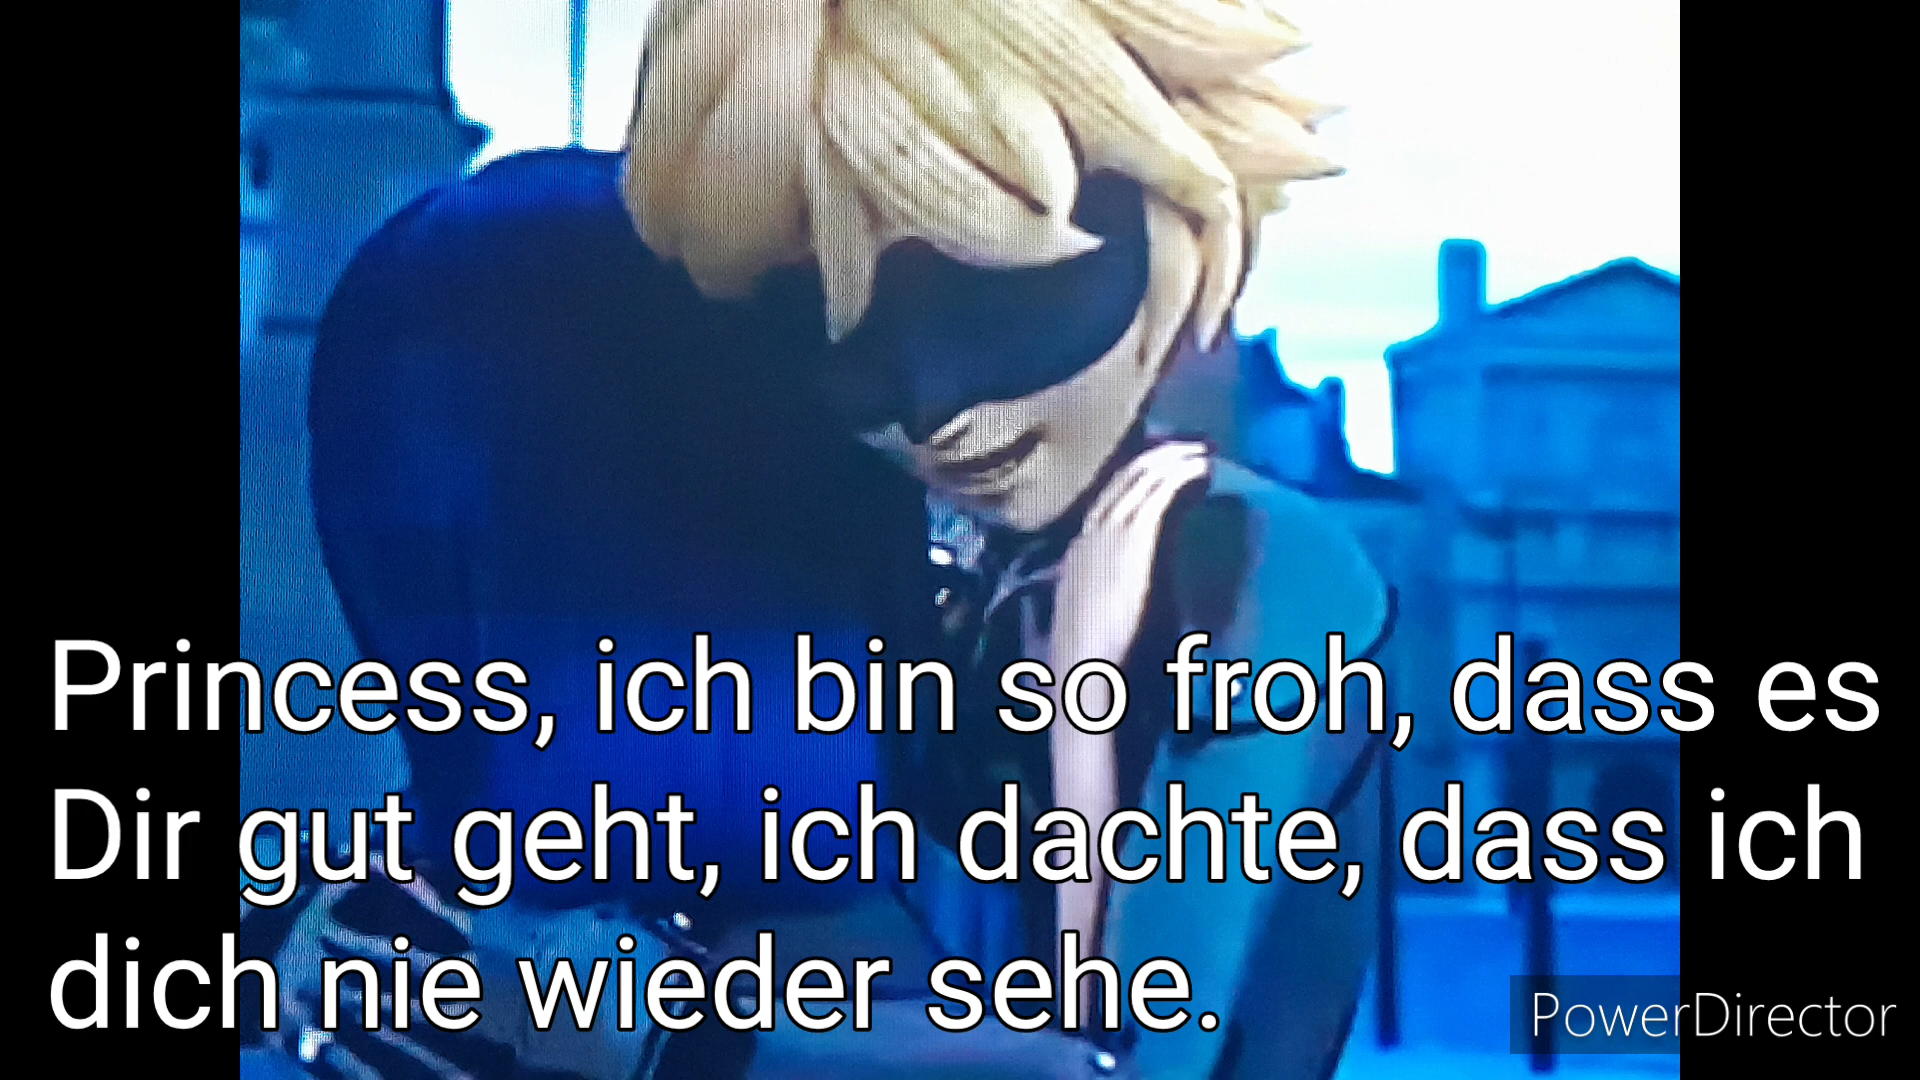 Princess, ich bin so froh, dass es
Dir gut geht, ich dachte, dass ich
dich nie wieder sehe.
PowerDirector